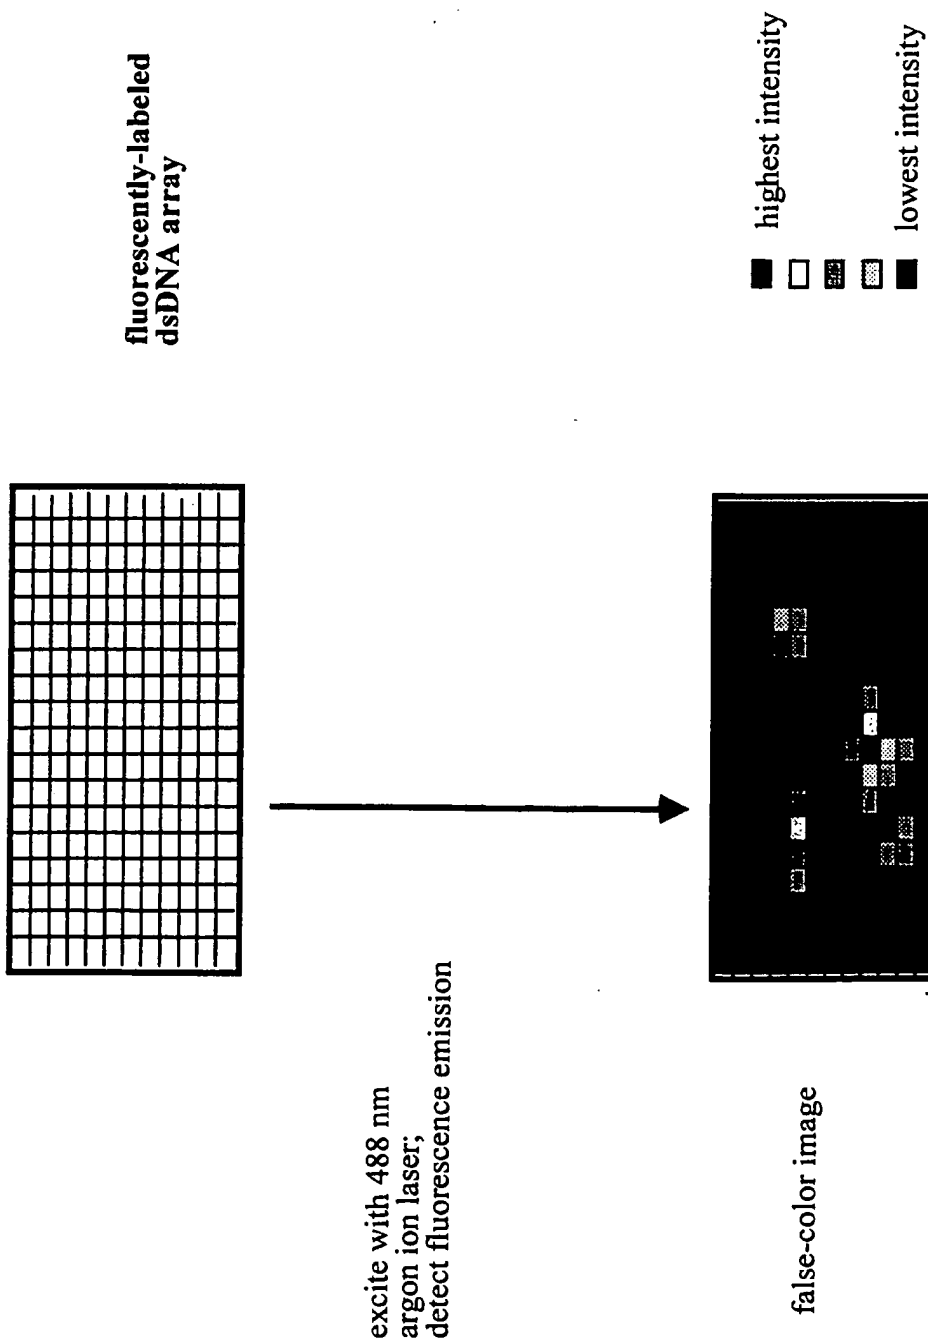 fluorescently-labeled
dsDNA array
excite with 488 nm
argon ion laser;
detect fluorescence emission
false-color image
highest intensity
lowest intensity